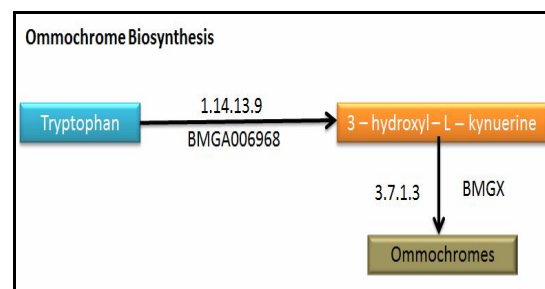 Ommochrome Biosynthesis
Tryptophan
1.14.13.9
BMGA006968
3 – hydroxyl – L – kynuerine
3.7.1.3
BMGX
Ommochromes